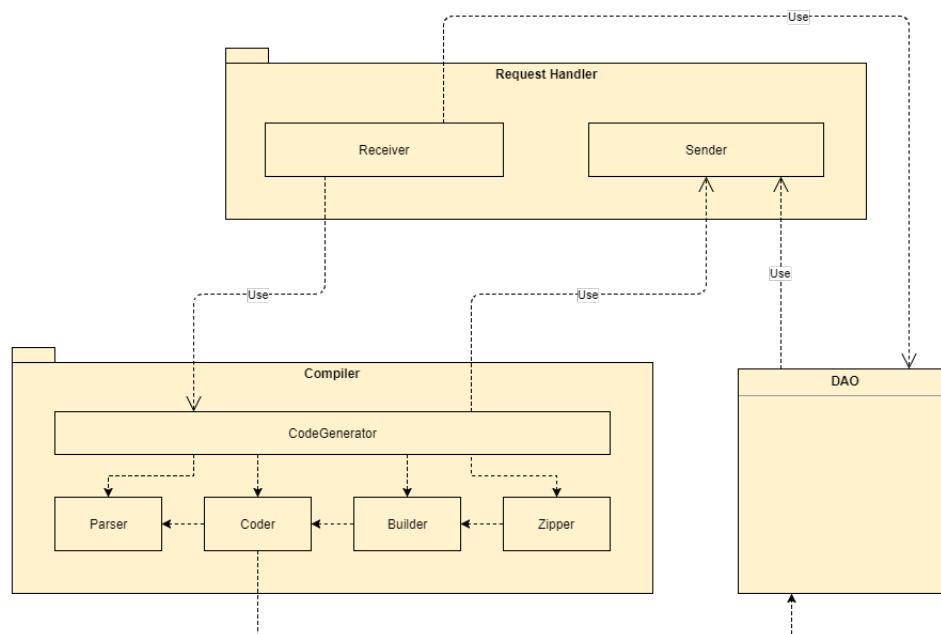 Use
Request Handler
Receiver
Sender
Use
Use
Use
Compiler
DAO
CodeGenerator
Parser
Coder
Builder
Zipper